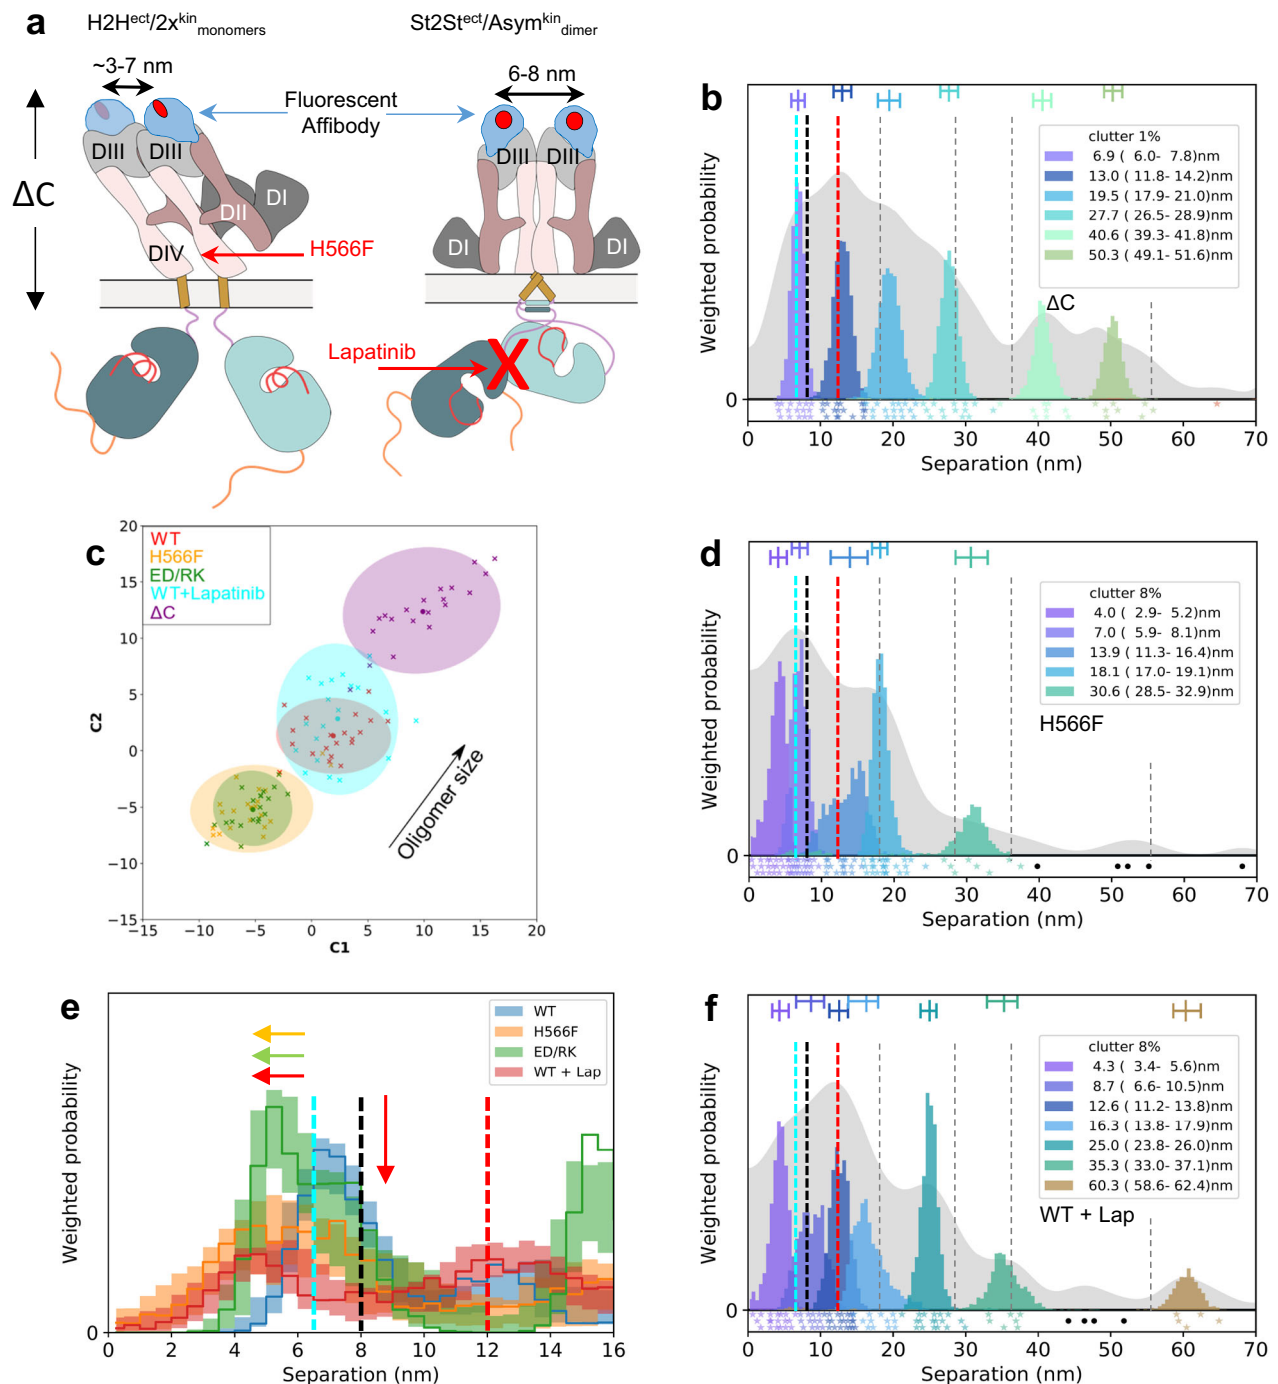 a
H2Hᵉᶜᵗ/2xᵏⁱⁿ monomers
St2Stᵉᶜᵗ/Asymᵏⁱⁿ dimer
~3-7 nm
6-8 nm
Fluorescent
Affibody
DIII
DIII
DIII
DIII
ΔC
DI
DII
DIV
H566F
DI
DI
Lapatinib
X
b
Weighted probability
clutter 1%
6.9 ( 6.0- 7.8)nm
13.0 ( 11.8- 14.2)nm
19.5 ( 17.9- 21.0)nm
27.7 ( 26.5- 28.9)nm
40.6 ( 39.3- 41.8)nm
50.3 ( 49.1- 51.6)nm
ΔC
0
0 10 20 30 40 50 60 70
Separation (nm)
c
WT
H566F
ED/RK
WT+Lapatinib
ΔC
20
15
10
5
0
−5
−10
−15
C2
Oligomer size
−15 −10 −5 0 5 10 15 20
C1
d
Weighted probability
clutter 8%
4.0 ( 2.9- 5.2)nm
7.0 ( 5.9- 8.1)nm
13.9 ( 11.3- 16.4)nm
18.1 ( 17.0- 19.1)nm
30.6 ( 28.5- 32.9)nm
H566F
0
0 10 20 30 40 50 60 70
Separation (nm)
e
Weighted probability
WT
H566F
ED/RK
WT + Lap
0
0 2 4 6 8 10 12 14 16
Separation (nm)
f
Weighted probability
clutter 8%
4.3 ( 3.4- 5.6)nm
8.7 ( 6.6- 10.5)nm
12.6 ( 11.2- 13.8)nm
16.3 ( 13.8- 17.9)nm
25.0 ( 23.8- 26.0)nm
35.3 ( 33.0- 37.1)nm
60.3 ( 58.6- 62.4)nm
WT + Lap
0
0 10 20 30 40 50 60 70
Separation (nm)